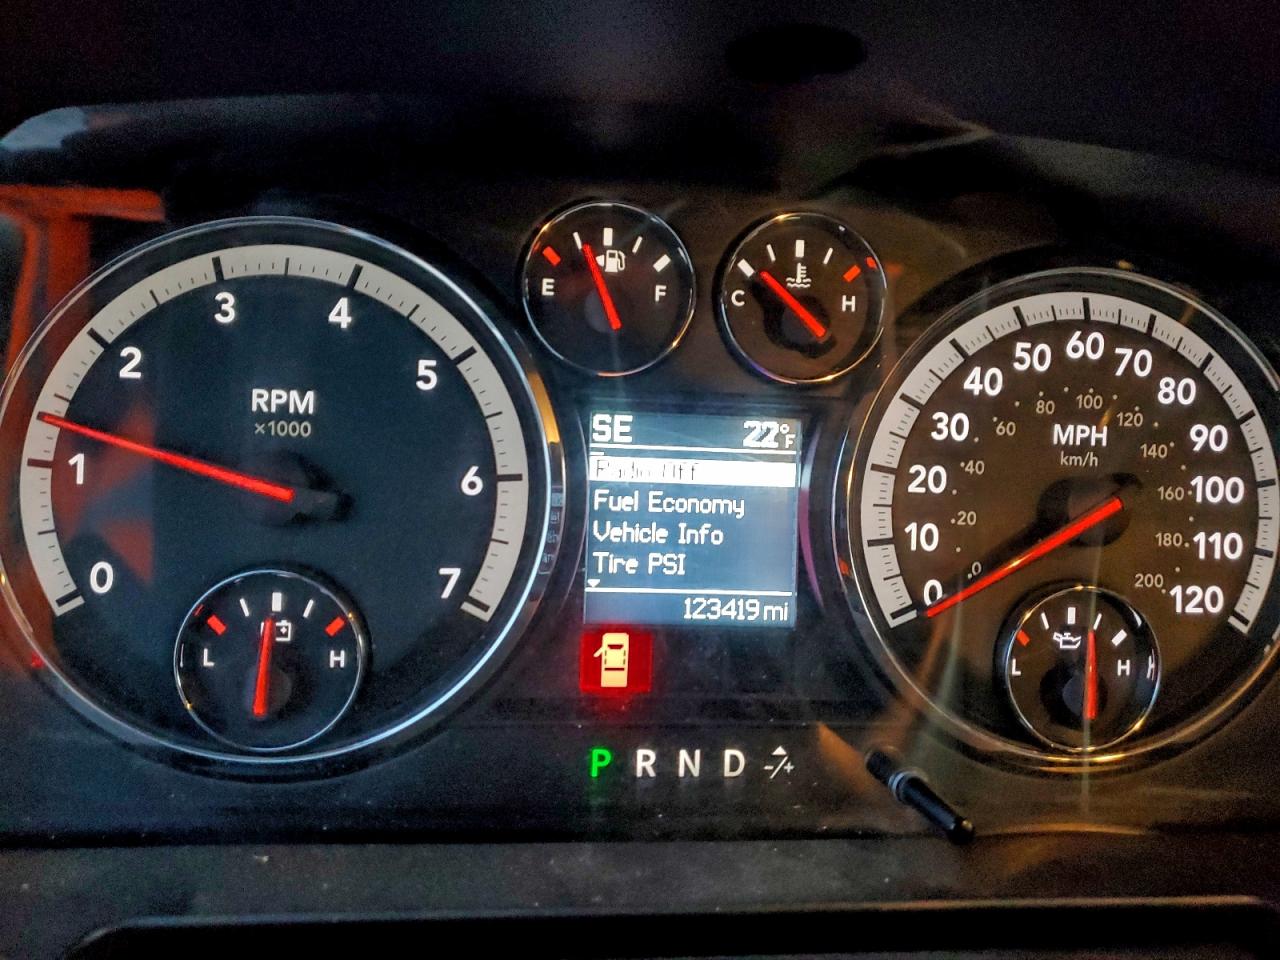 0
1
2
3
4
5
6
7
RPM
×1000
L
H
E
F
C
H
SE 22°F
Radio Off
Fuel Economy
Vehicle Info
Tire PSI
123419 mi
P R N D -/+
0
10
20
30
40
50
60
70
80
90
100
110
120
MPH
km/h
0
20
40
60
80
100
120
140
160
180
200
L
H